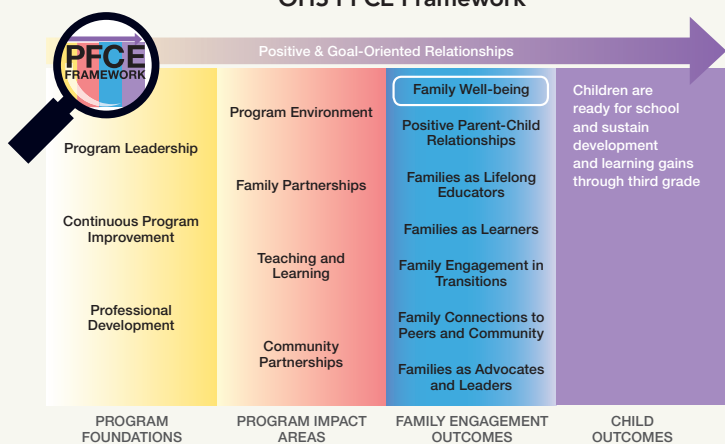 OHS PFCE Framework
PFCE
FRAMEWORK
Positive & Goal-Oriented Relationships
Program Leadership
Continuous Program
Improvement
Professional
Development
PROGRAM
FOUNDATIONS
Program Environment
Family Partnerships
Teaching and
Learning
Community
Partnerships
PROGRAM IMPACT
AREAS
Family Well-being
Positive Parent-Child
Relationships
Families as Lifelong
Educators
Families as Learners
Family Engagement in
Transitions
Family Connections to
Peers and Community
Families as Advocates
and Leaders
FAMILY ENGAGEMENT
OUTCOMES
Children are
ready for school
and sustain
development
and learning gains
through third grade
CHILD
OUTCOMES